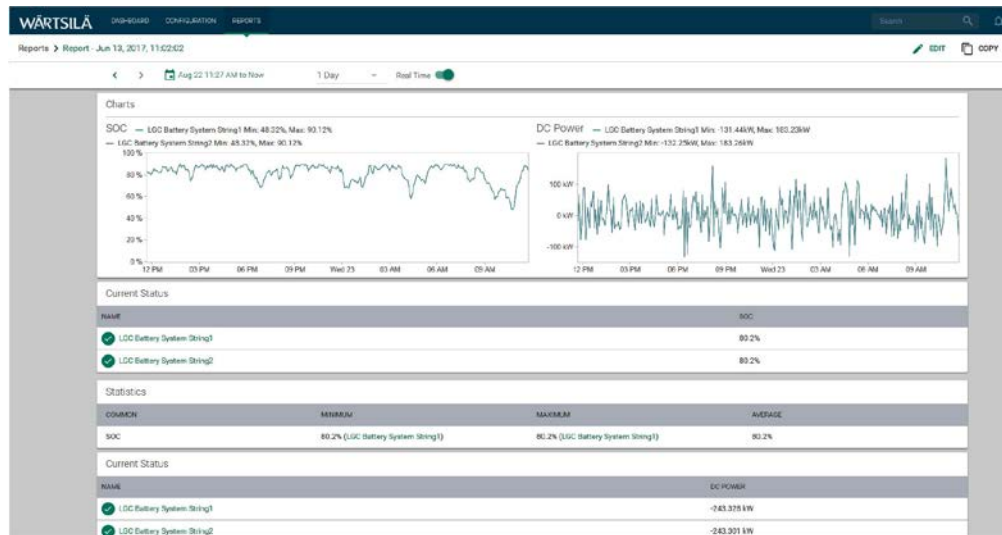 WÄRTSILÄ DASHBOARD CONFIGURATION REPORTS Search
Reports > Report - Jun 13, 2017, 11:02:02 EDIT COPY
< > Aug 22 11:27 AM to Now 1 Day Real Time
Charts
SOC — LGC Battery System String1 Min: 48.32%, Max: 90.12%
— LGC Battery System String2 Min: 48.32%, Max: 90.12%
100 %
80 %
60 %
40 %
20 %
0 %
12 PM 03 PM 06 PM 09 PM Wed 23 03 AM 06 AM 09 AM
DC Power — LGC Battery System String1 Min: -131.44kW, Max: 183.23kW
— LGC Battery System String2 Min: -132.25kW, Max: 183.26kW
100 kW
0 kW
-100 kW
12 PM 03 PM 06 PM 09 PM Wed 23 03 AM 06 AM 09 AM
Current Status
NAME SOC
LGC Battery System String1 80.2%
LGC Battery System String2 80.2%
Statistics
COMMON MINIMUM MAXIMUM AVERAGE
SOC 80.2% (LGC Battery System String1) 80.2% (LGC Battery System String1) 80.2%
Current Status
NAME DC POWER
LGC Battery System String1 -243.328 kW
LGC Battery System String2 -243.301 kW